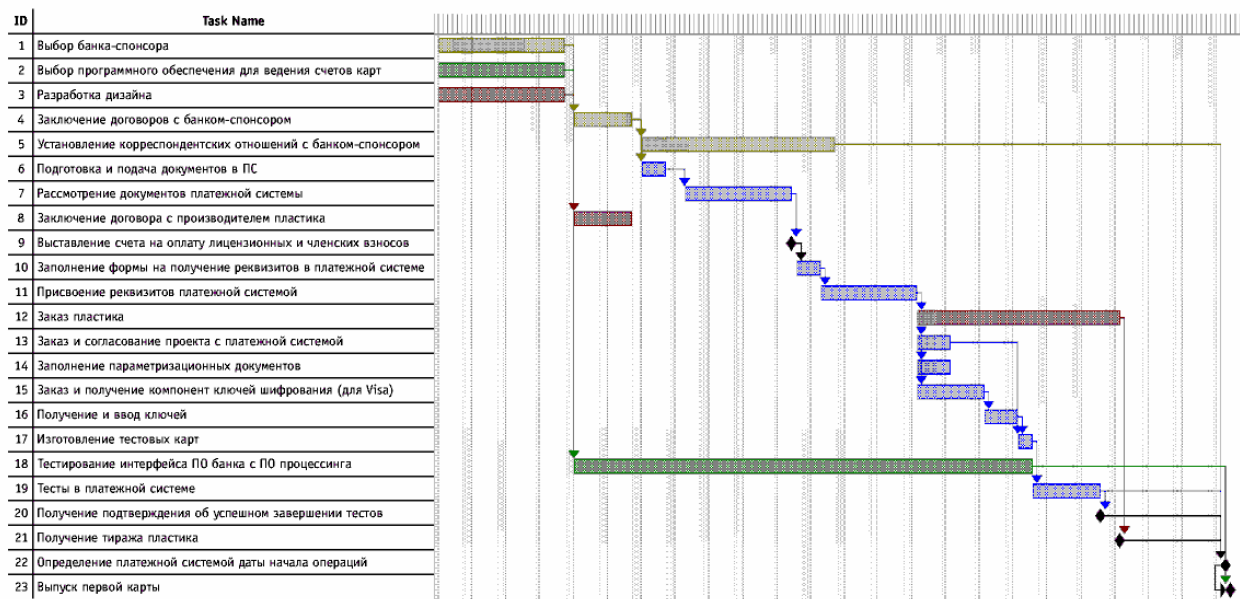 ID Task Name
1 Выбор банка-спонсора
2 Выбор программного обеспечения для ведения счетов карт
3 Разработка дизайна
4 Заключение договоров с банком-спонсором
5 Установление корреспондентских отношений с банком-спонсором
6 Подготовка и подача документов в ПС
7 Рассмотрение документов платежной системы
8 Заключение договора с производителем пластика
9 Выставление счета на оплату лицензионных и членских взносов
10 Заполнение формы на получение реквизитов в платежной системе
11 Присвоение реквизитов платежной системой
12 Заказ пластика
13 Заказ и согласование проекта с платежной системой
14 Заполнение параметризационных документов
15 Заказ и получение компонент ключей шифрования (для Visa)
16 Получение и ввод ключей
17 Изготовление тестовых карт
18 Тестирование интерфейса ПО банка с ПО процессинга
19 Тесты в платежной системе
20 Получение подтверждения об успешном завершении тестов
21 Получение тиража пластика
22 Определение платежной системой даты начала операций
23 Выпуск первой карты